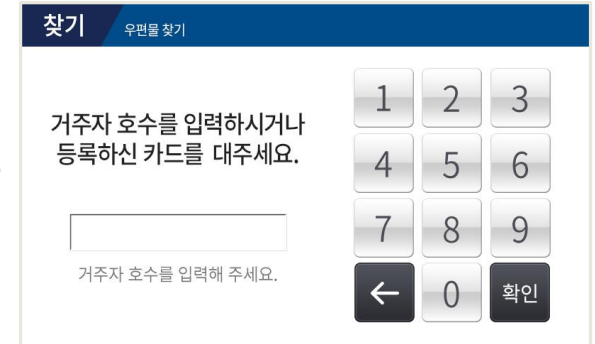 찾기 우편물 찾기
거주자 호수를 입력하시거나
등록하신 카드를 대주세요.
거주자 호수를 입력해 주세요.
1 2 3
4 5 6
7 8 9
← 0 확인